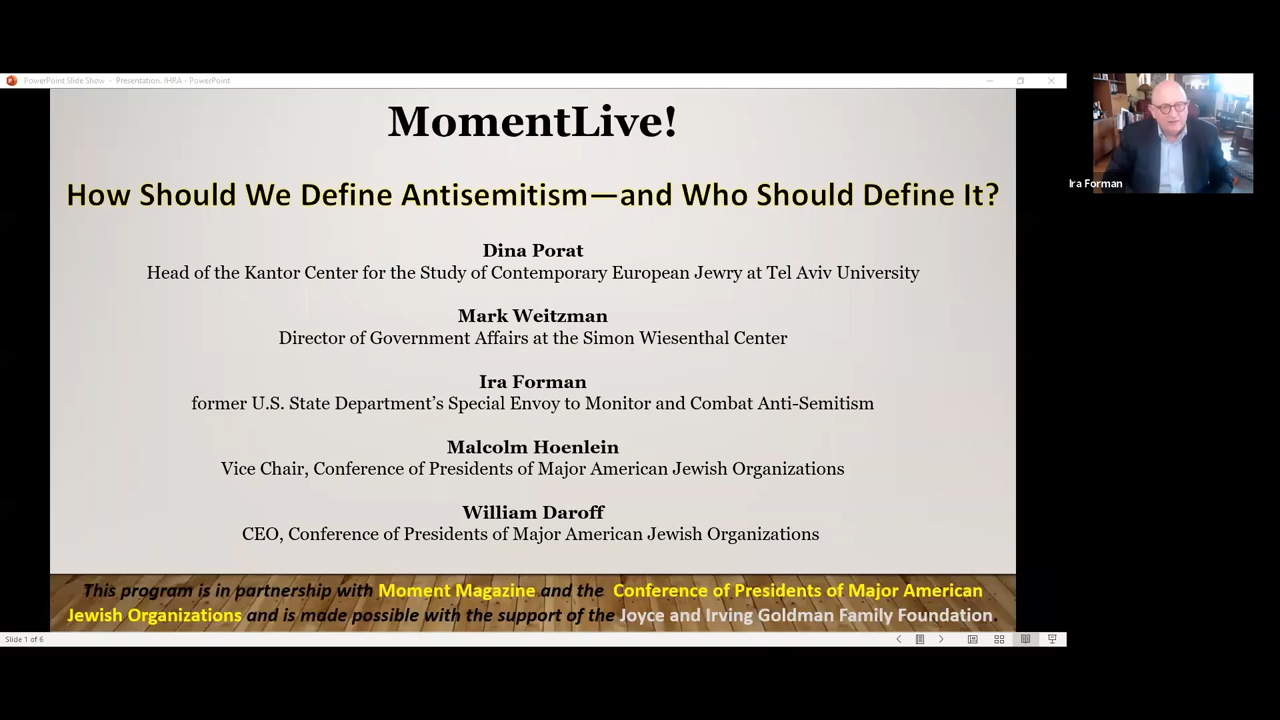 PowerPoint Slide Show - Presentation. IHRA - PowerPoint
MomentLive!
How Should We Define Antisemitism—and Who Should Define It?
Dina Porat
Head of the Kantor Center for the Study of Contemporary European Jewry at Tel Aviv University
Mark Weitzman
Director of Government Affairs at the Simon Wiesenthal Center
Ira Forman
former U.S. State Department’s Special Envoy to Monitor and Combat Anti-Semitism
Malcolm Hoenlein
Vice Chair, Conference of Presidents of Major American Jewish Organizations
William Daroff
CEO, Conference of Presidents of Major American Jewish Organizations
This program is in partnership with Moment Magazine and the Conference of Presidents of Major American
Jewish Organizations and is made possible with the support of the Joyce and Irving Goldman Family Foundation.
Slide 1 of 6
Ira Forman